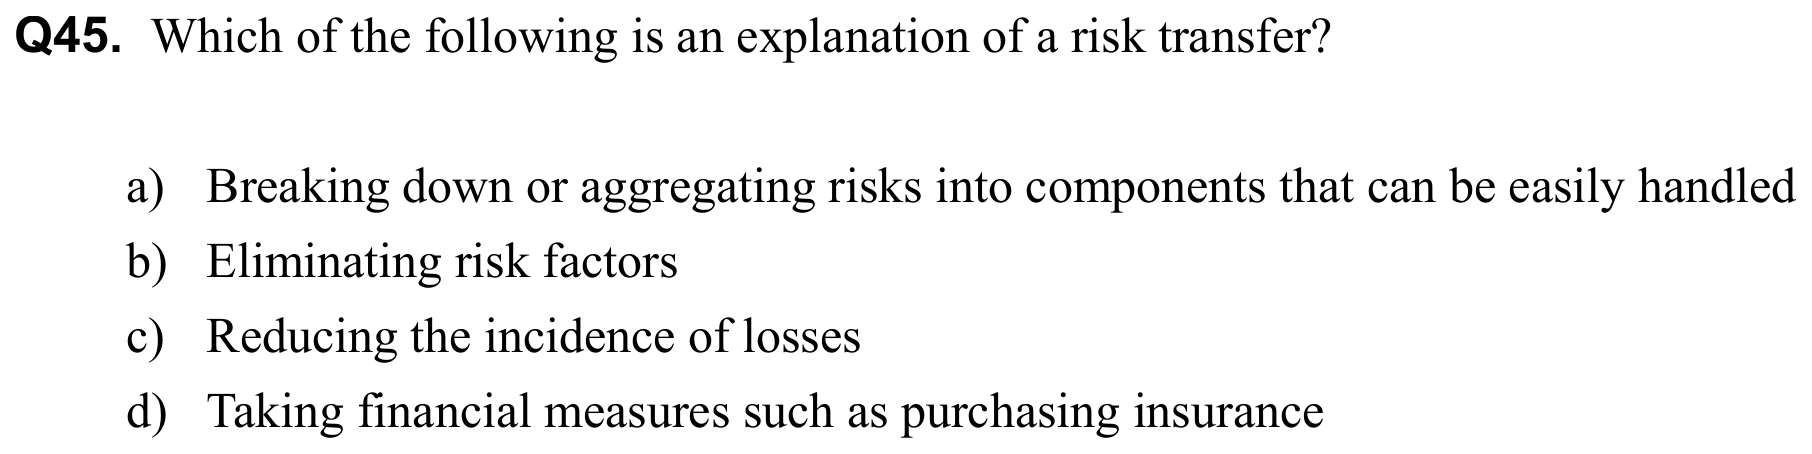 Q45. Which of the following is an explanation of a risk transfer?
a) Breaking down or aggregating risks into components that can be easily handled
b) Eliminating risk factors
c) Reducing the incidence of losses
d) Taking financial measures such as purchasing insurance